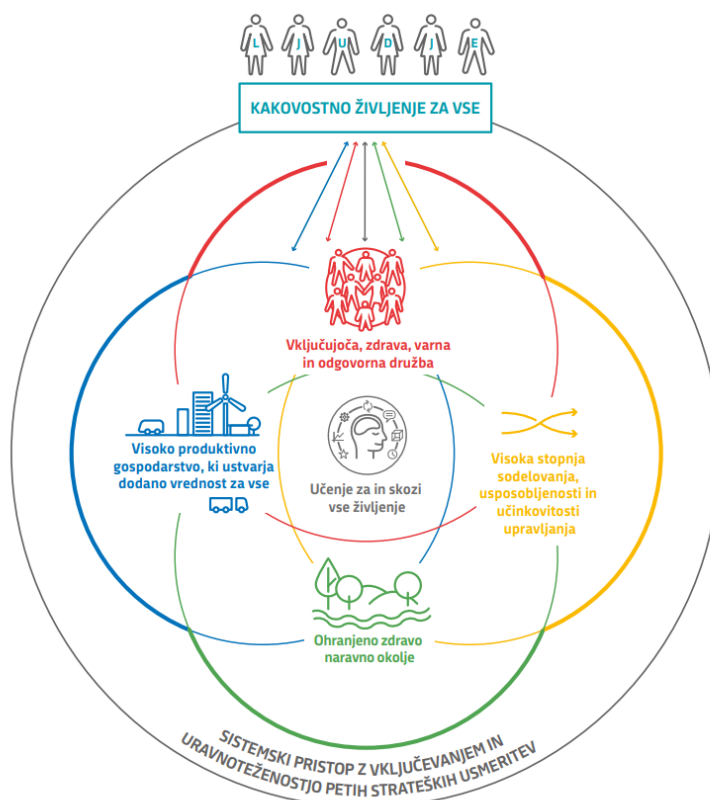 LJUDJE
KAKOVOSTNO ŽIVLJENJE ZA VSE
Vključujoča, zdrava, varna
in odgovorna družba
Visoko produktivno
gospodarstvo, ki ustvarja
dodano vrednost za vse
Učenje za in skozi
vse življenje
Visoka stopnja
sodelovanja,
usposobljenosti in
učinkovitosti
upravljanja
Ohranjeno zdravo
naravno okolje
SISTEMSKI PRISTOP Z VKLJUČEVANJEM IN
URAVNOTEŽENOSTJO PETIH STRATEŠKIH USMERITEV